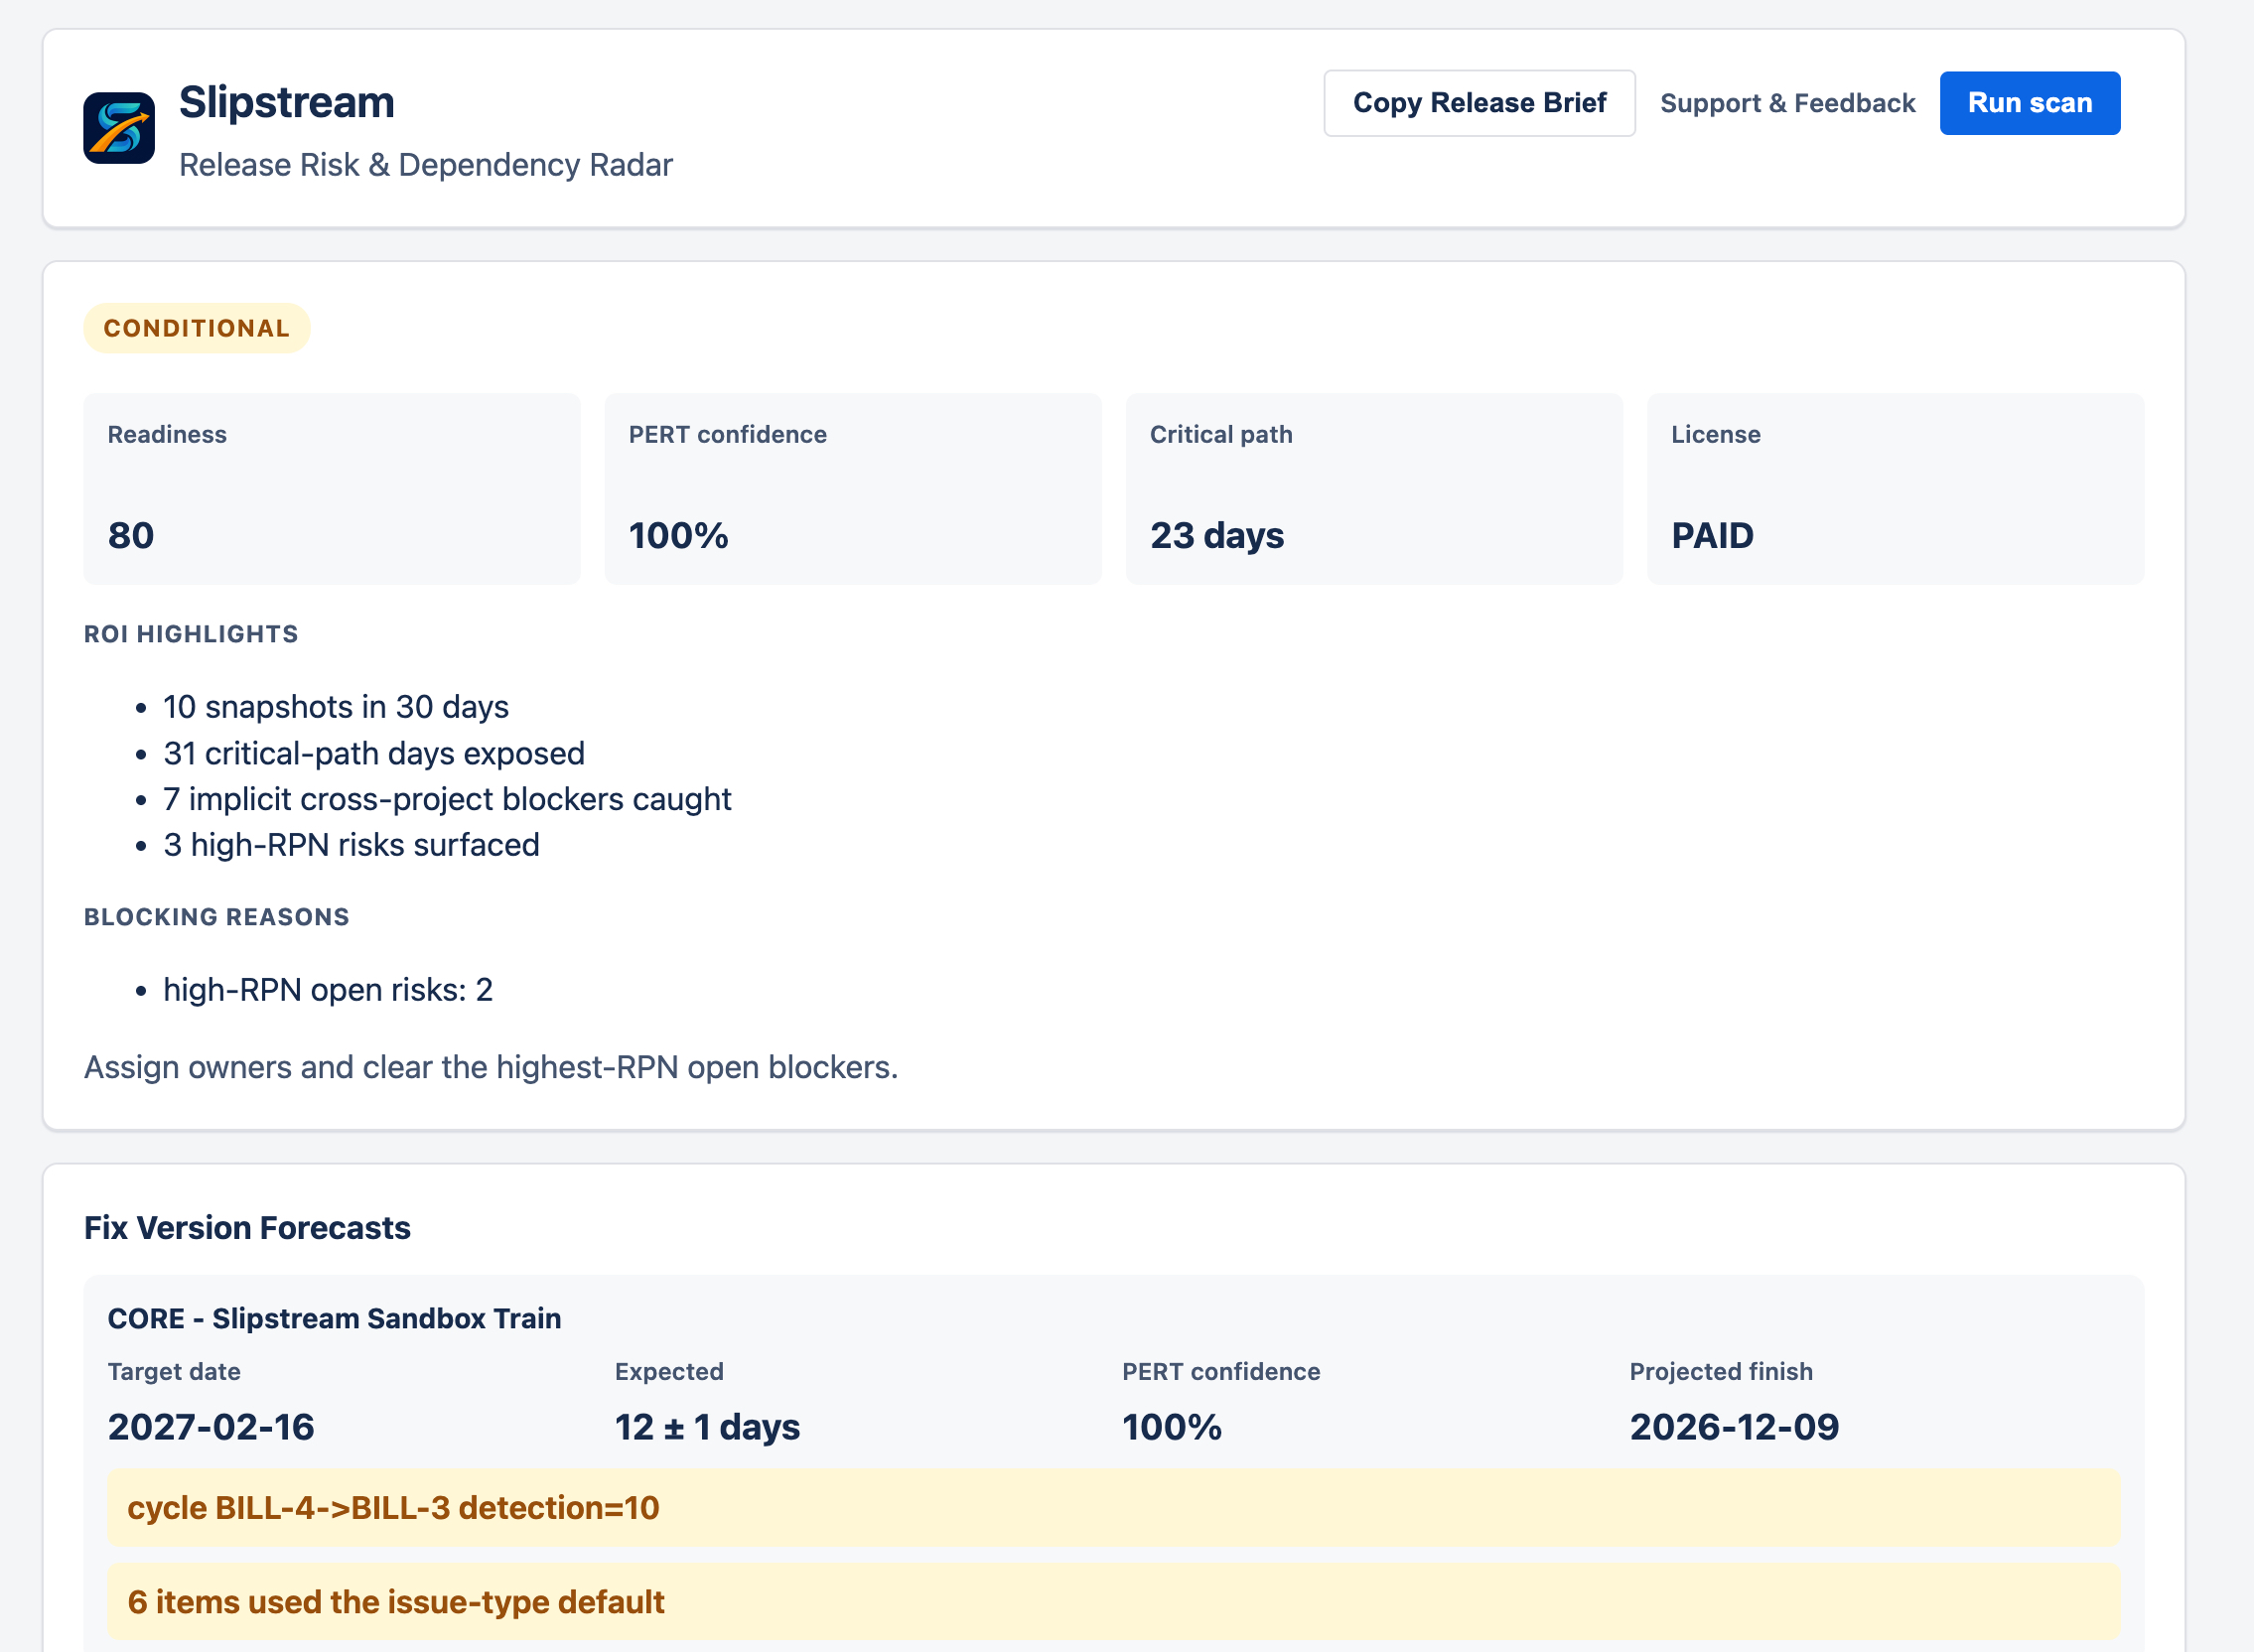 Slipstream
Release Risk & Dependency Radar
Copy Release Brief
Support & Feedback
Run scan
CONDITIONAL
Readiness
80
PERT confidence
100%
Critical path
23 days
License
PAID
ROI HIGHLIGHTS
10 snapshots in 30 days
31 critical-path days exposed
7 implicit cross-project blockers caught
3 high-RPN risks surfaced
BLOCKING REASONS
high-RPN open risks: 2
Assign owners and clear the highest-RPN open blockers.
Fix Version Forecasts
CORE - Slipstream Sandbox Train
Target date
2027-02-16
Expected
12 ± 1 days
PERT confidence
100%
Projected finish
2026-12-09
cycle BILL-4->BILL-3 detection=10
6 items used the issue-type default